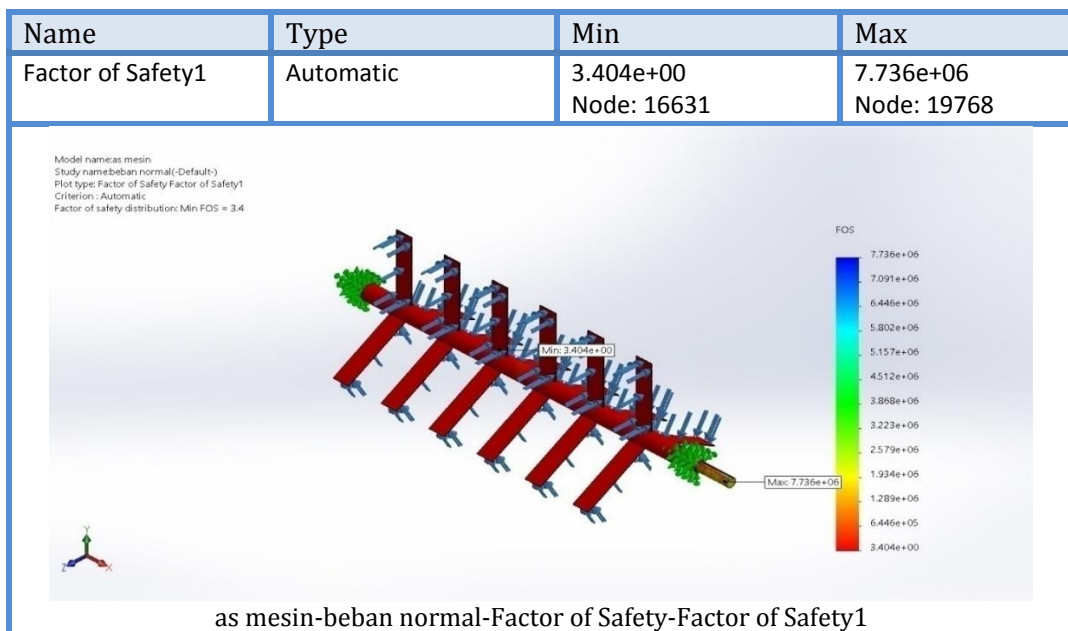 Name Type Min Max
Factor of Safety1 Automatic 3.404e+00 7.736e+06
Node: 16631 Node: 19768
Model name:as mesin
Study name:beban normal(-Default-)
Plot type: Factor of Safety Factor of Safety1
Criterion : Automatic
Factor of safety distribution: Min FOS = 3.4
FOS
7.736e+06
7.091e+06
6.446e+06
5.802e+06
5.157e+06
4.512e+06
3.868e+06
3.223e+06
2.579e+06
1.934e+06
1.289e+06
6.446e+05
3.404e+00
Min: 3.404e+00
Max: 7.736e+06
Y
Z
X
as mesin-beban normal-Factor of Safety-Factor of Safety1